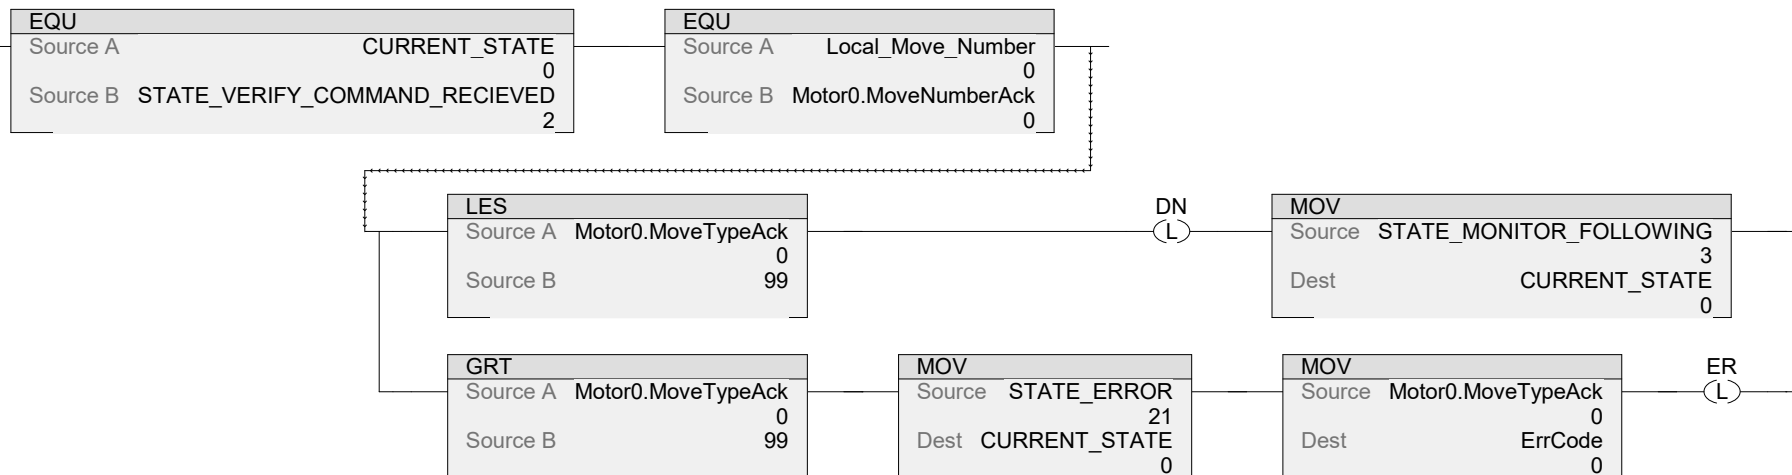 EQU
Source A CURRENT_STATE
0
Source B STATE_VERIFY_COMMAND_RECIEVED
2
EQU
Source A Local_Move_Number
0
Source B Motor0.MoveNumberAck
0
LES
Source A Motor0.MoveTypeAck
0
Source B 99
DN
L
MOV
Source STATE_MONITOR_FOLLOWING
3
Dest CURRENT_STATE
0
GRT
Source A Motor0.MoveTypeAck
0
Source B 99
MOV
Source STATE_ERROR
21
Dest CURRENT_STATE
0
MOV
Source Motor0.MoveTypeAck
0
Dest ErrCode
0
ER
L